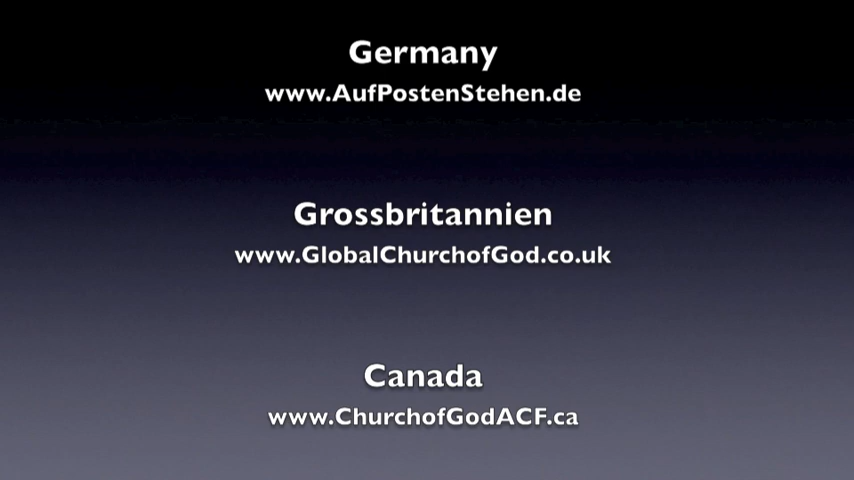 Germany
www.AufPostenStehen.de
Grossbritannien
www.GlobalChurchofGod.co.uk
Canada
www.ChurchofGodACF.ca